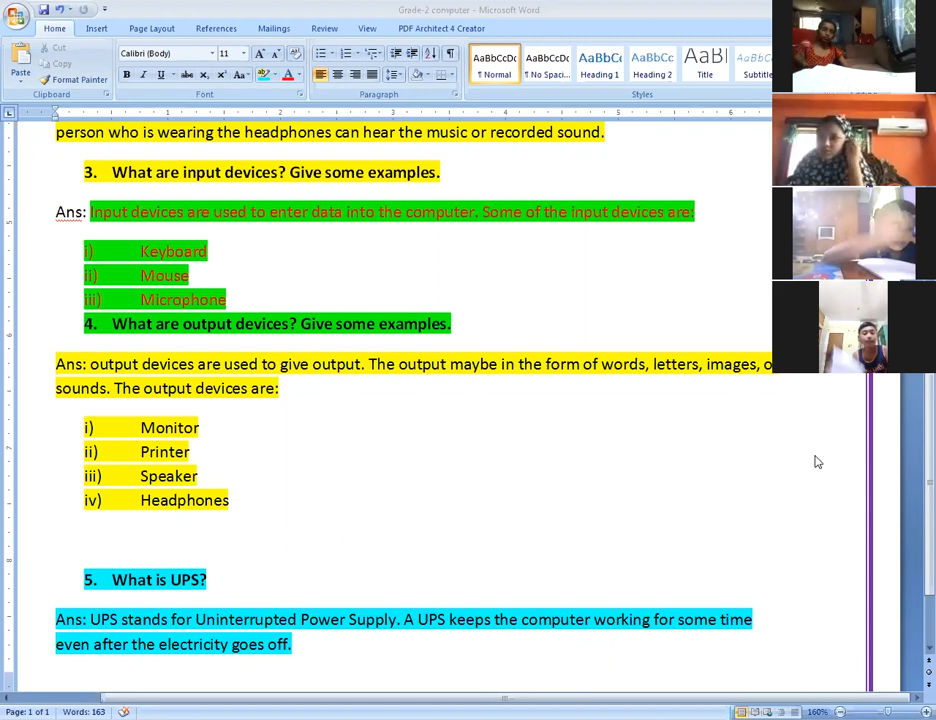 Grade-2 computer - Microsoft Word
Home Insert Page Layout References Mailings Review View PDF Architect 4 Creator
Paste
Cut
Copy
Format Painter
Clipboard
Calibri (Body) 11
Font
Paragraph
AaBbCcDc AaBbCcDc AaBbCc AaBbCc AaB AaBbCc
¶ Normal ¶ No Spaci... Heading 1 Heading 2 Title Subtitle
Styles
person who is wearing the headphones can hear the music or recorded sound.
3. What are input devices? Give some examples.
Ans: Input devices are used to enter data into the computer. Some of the input devices are:
i) Keyboard
ii) Mouse
iii) Microphone
4. What are output devices? Give some examples.
Ans: output devices are used to give output. The output maybe in the form of words, letters, images, o
sounds. The output devices are:
i) Monitor
ii) Printer
iii) Speaker
iv) Headphones
5. What is UPS?
Ans: UPS stands for Uninterrupted Power Supply. A UPS keeps the computer working for some time
even after the electricity goes off.
Page: 1 of 1 Words: 163 160%